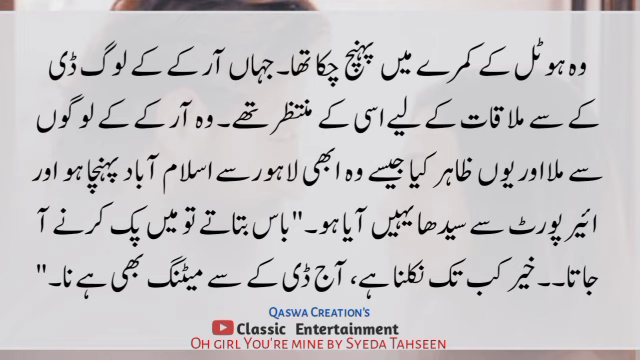 وہ ہوٹل کے کمرے میں پہنچ چکا تھا۔ جہاں آر کے کے لوگ ڈی
کے سے ملاقات کے لیے اسی کے منتظر تھے۔ وہ آر کے کے لوگوں
سے ملا اور یوں ظاہر کیا جیسے وہ ابھی لاہور سے اسلام آباد پہنچا ہو اور
ائیر پورٹ سے سیدھا یہیں آیا ہو۔ "باس بتاتے تو میں پک کرنے آ
جاتا۔۔ خیر کب تک نکلنا ہے، آج ڈی کے سے میٹنگ بھی ہے نا۔"
Qaswa Creation's
Classic Entertainment
Oh girl You're mine by Syeda Tahseen